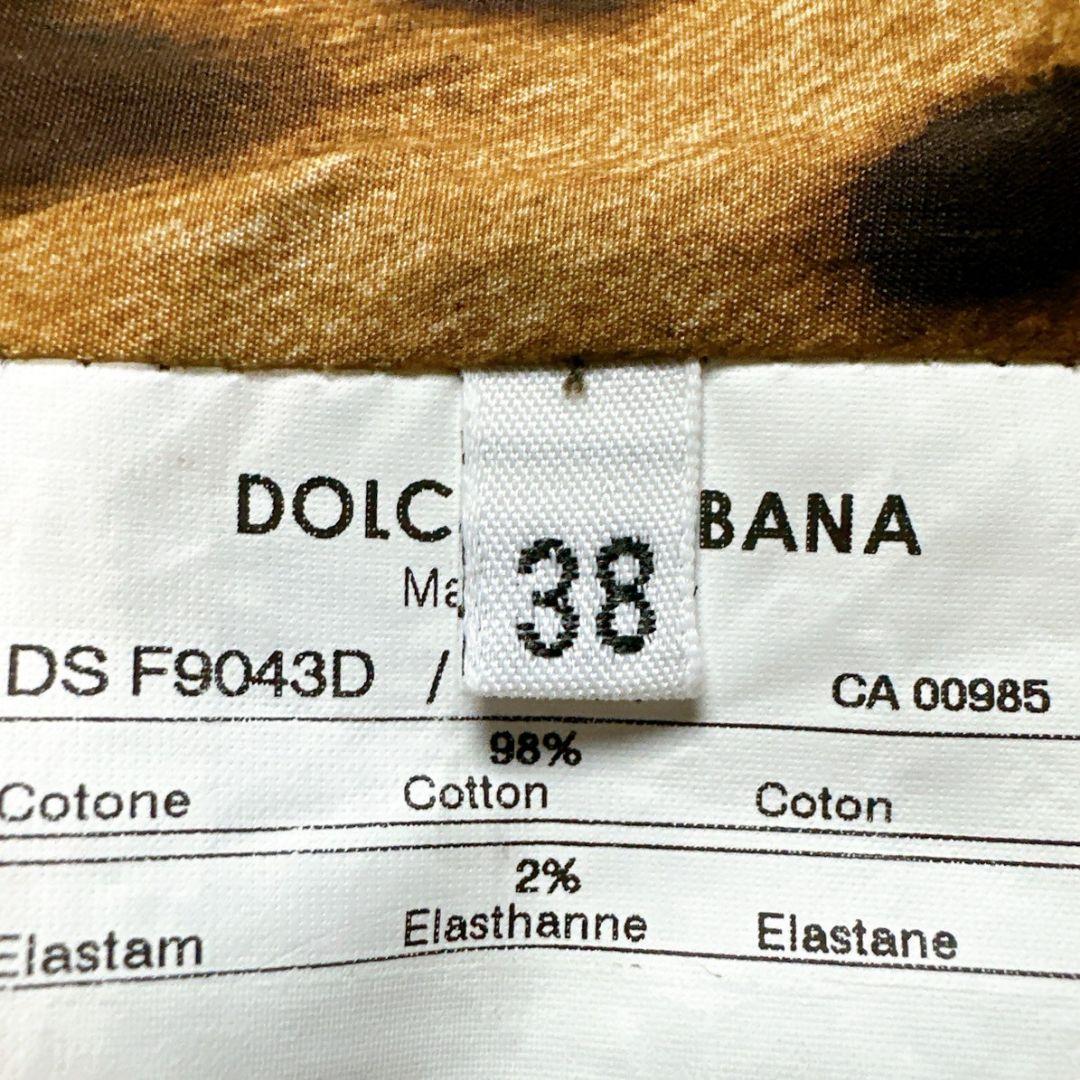 DOLC BANA
38
Ma
DS F9043D / CA 00985
98%
Cotone Cotton Coton
2%
Elastam Elasthanne Elastane